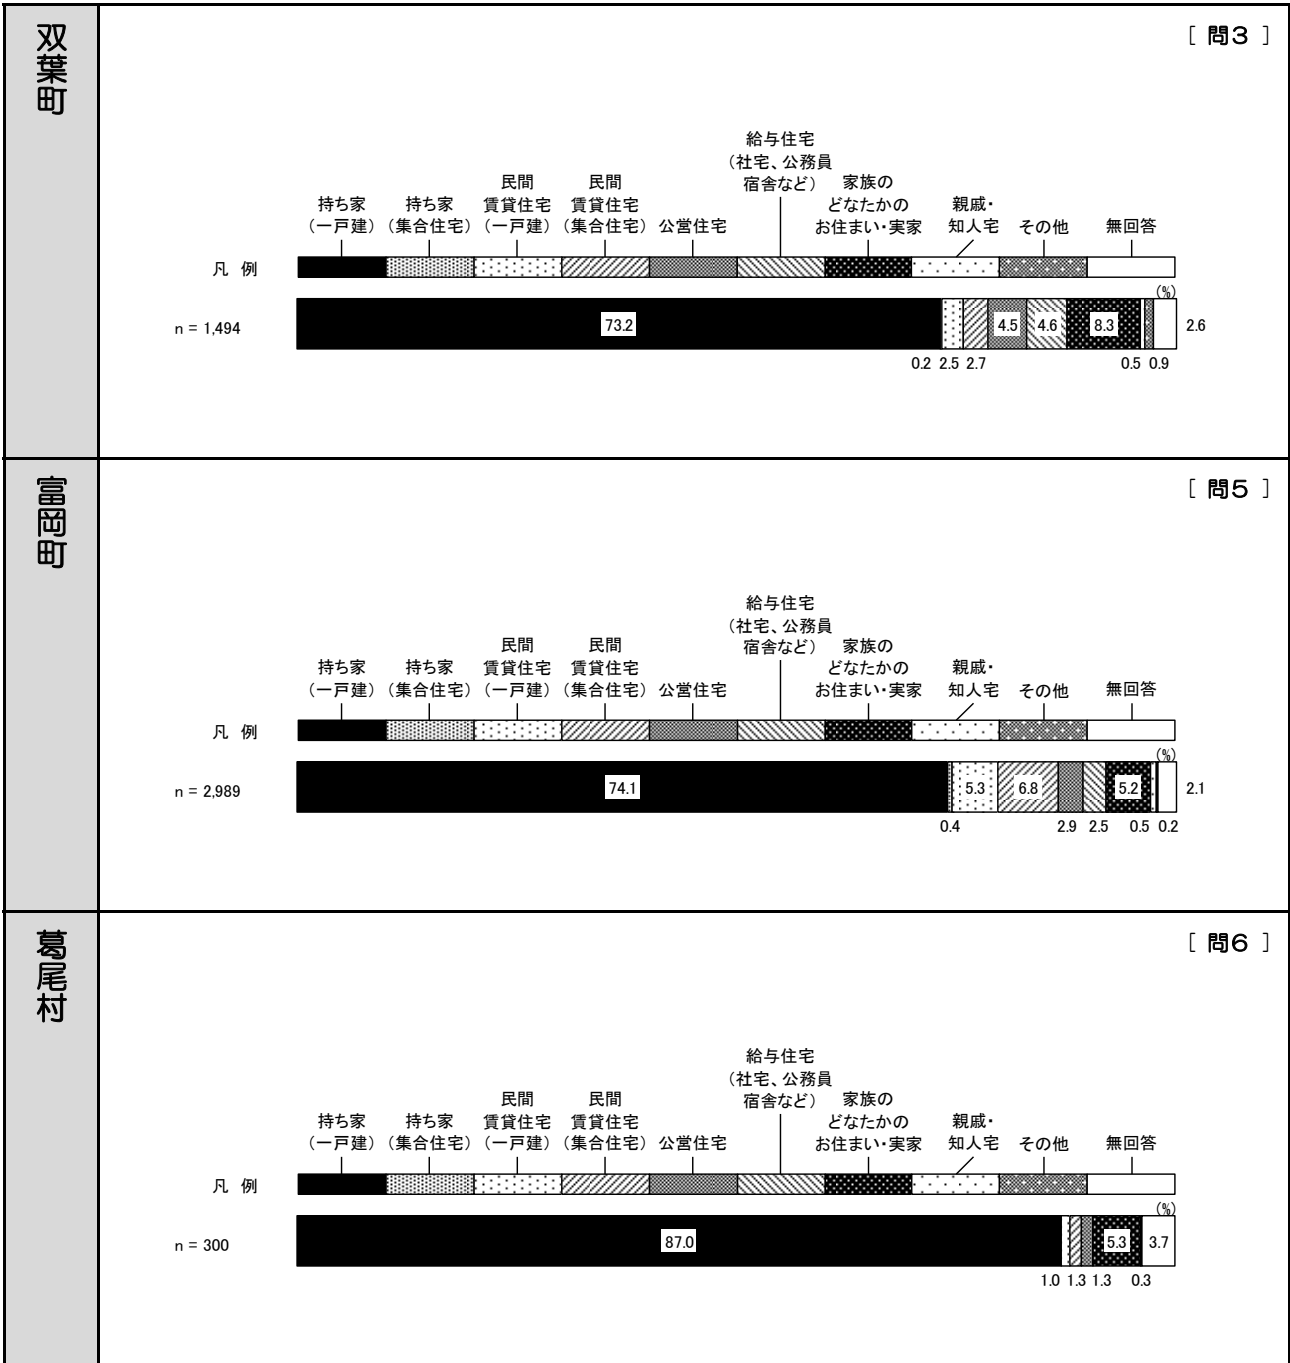 双葉町
[ 問3 ]
給与住宅
（社宅、公務員
宿舎など）
民間
賃貸住宅
（一戸建）
民間
賃貸住宅
（集合住宅）
家族の
どなたかの
お住まい・実家
持ち家
（一戸建）
持ち家
（集合住宅）
公営住宅
親戚・
知人宅
その他
無回答
凡 例
(%)
n = 1,494
73.2
4.5
4.6
8.3
2.6
0.2 2.5 2.7
0.5 0.9
富岡町
[ 問5 ]
給与住宅
（社宅、公務員
宿舎など）
民間
賃貸住宅
（一戸建）
民間
賃貸住宅
（集合住宅）
家族の
どなたかの
お住まい・実家
持ち家
（一戸建）
持ち家
（集合住宅）
公営住宅
親戚・
知人宅
その他
無回答
凡 例
(%)
n = 2,989
74.1
5.3
6.8
5.2
2.1
0.4
2.9 2.5
0.5 0.2
葛尾村
[ 問6 ]
給与住宅
（社宅、公務員
宿舎など）
民間
賃貸住宅
（一戸建）
民間
賃貸住宅
（集合住宅）
家族の
どなたかの
お住まい・実家
持ち家
（一戸建）
持ち家
（集合住宅）
公営住宅
親戚・
知人宅
その他
無回答
凡 例
(%)
n = 300
87.0
5.3
3.7
1.0 1.3 1.3 0.3